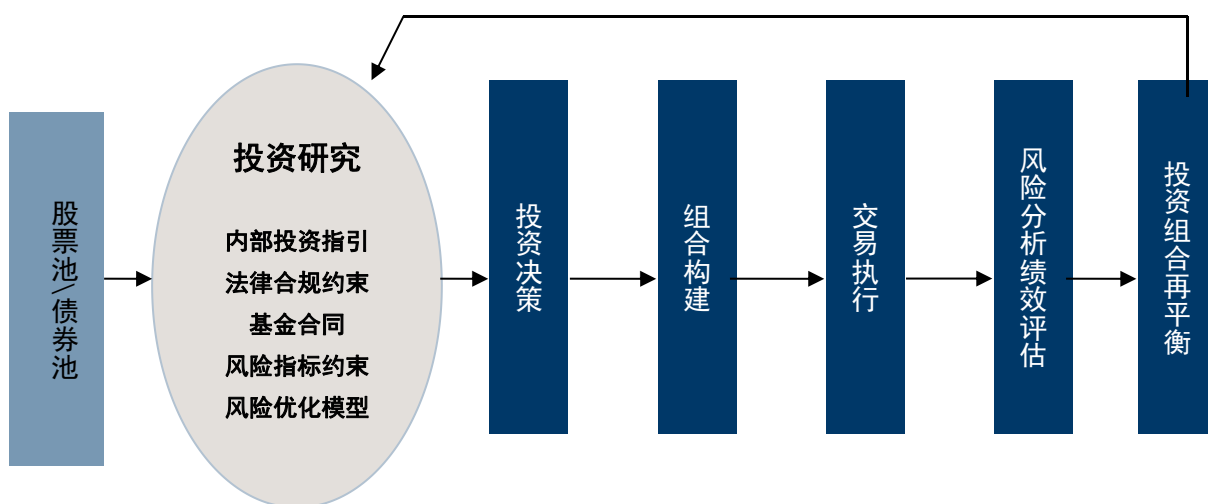 股票池/债券池
投资研究
内部投资指引
法律合规约束
基金合同
风险指标约束
风险优化模型
投资决策
组合构建
交易执行
风险分析绩效评估
投资组合再平衡